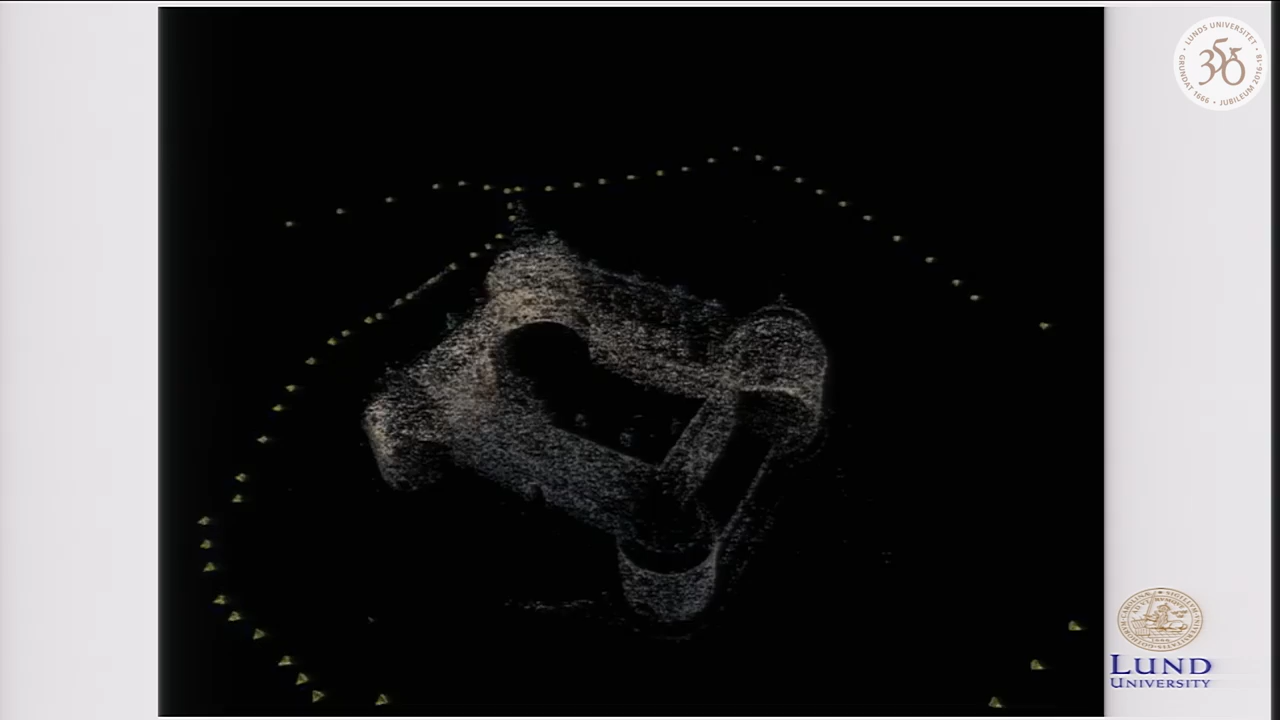 LUNDS UNIVERSITET
350
GRUNDAT 1666 • JUBILEUM 2016-18
LUND
UNIVERSITY